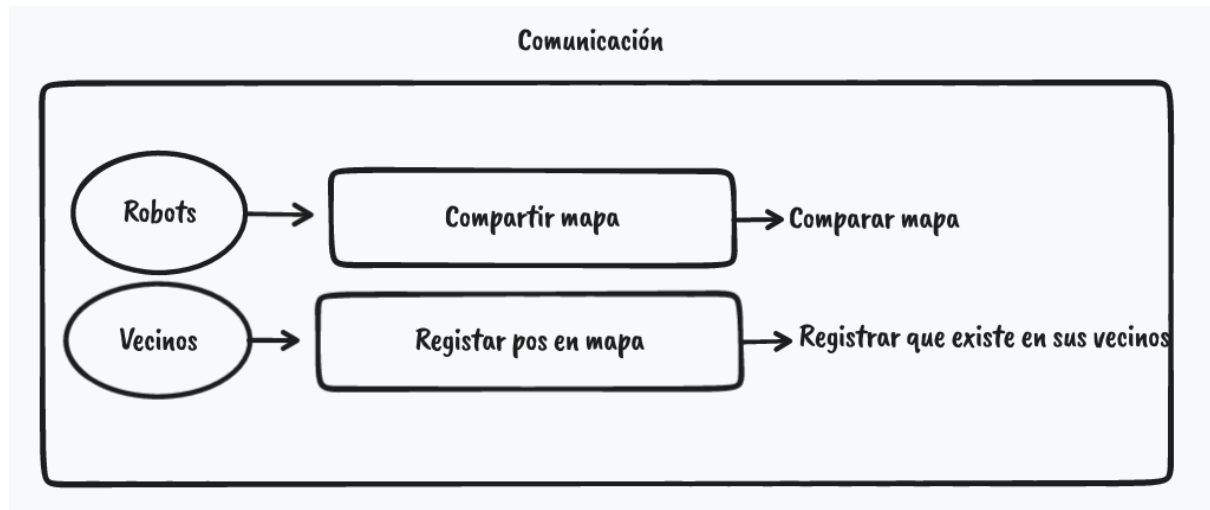 Comunicación
Robots
Compartir mapa
Comparar mapa
Vecinos
Registar pos en mapa
Registrar que existe en sus vecinos